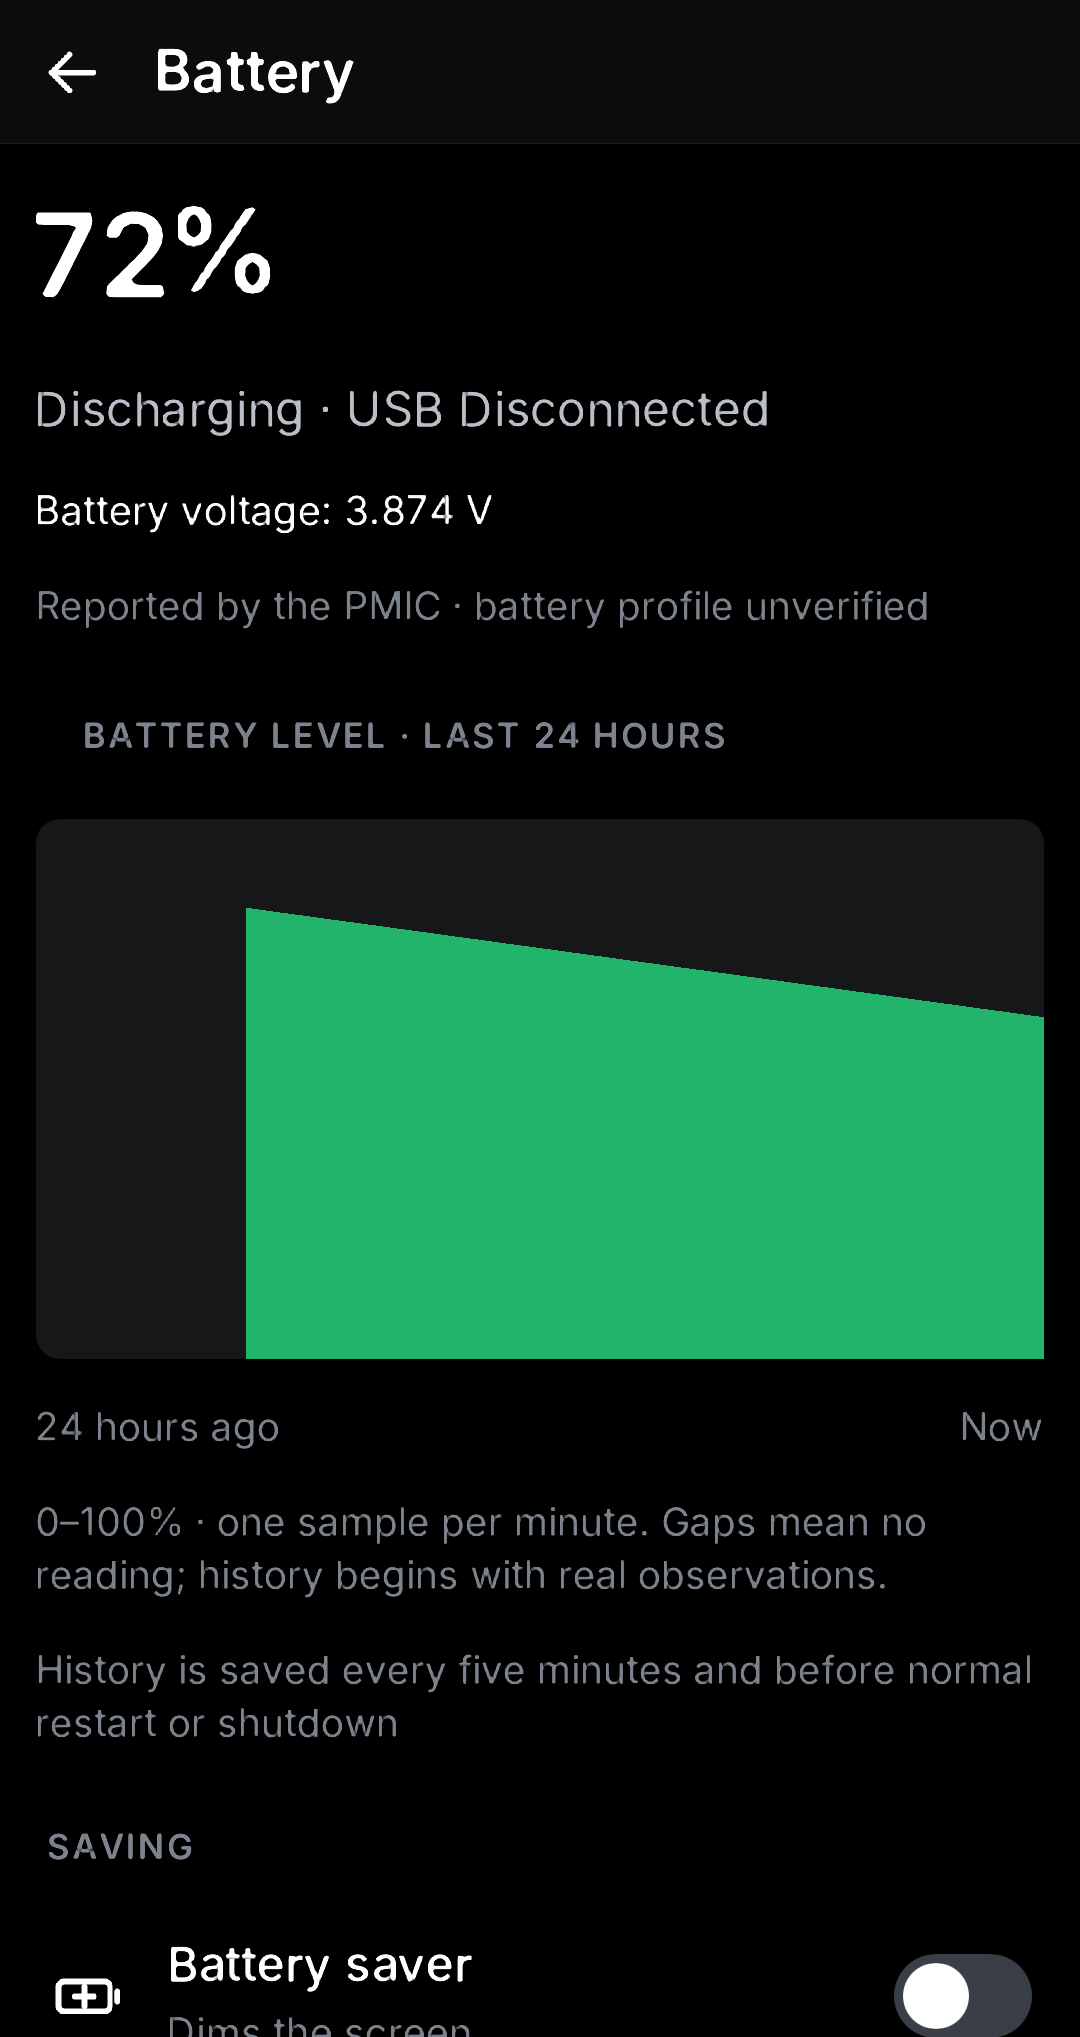 Battery
72%
Discharging · USB Disconnected
Battery voltage: 3.874 V
Reported by the PMIC · battery profile unverified
BATTERY LEVEL · LAST 24 HOURS
24 hours ago
Now
0–100% · one sample per minute. Gaps mean no
reading; history begins with real observations.
History is saved every five minutes and before normal
restart or shutdown
SAVING
Battery saver
Dims the screen